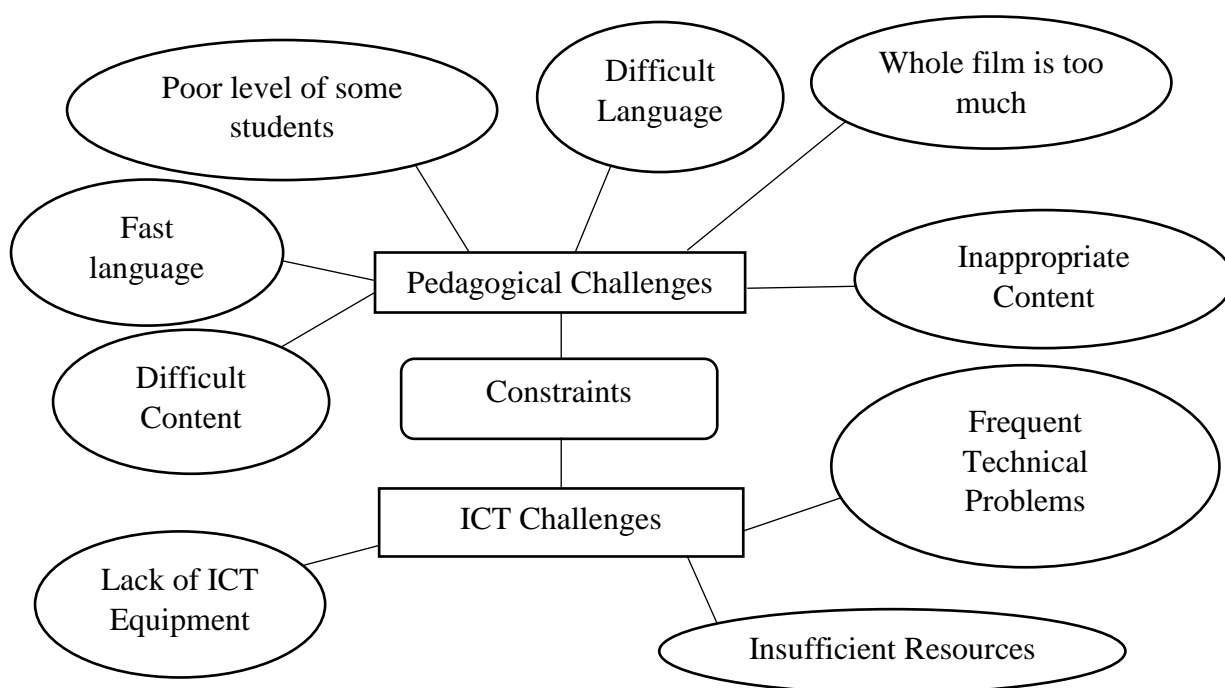 Poor level of some
students
Difficult
Language
Whole film is too
much
Fast
language
Pedagogical Challenges
Inappropriate
Content
Difficult
Content
Constraints
Frequent
Technical
Problems
ICT Challenges
Lack of ICT
Equipment
Insufficient Resources